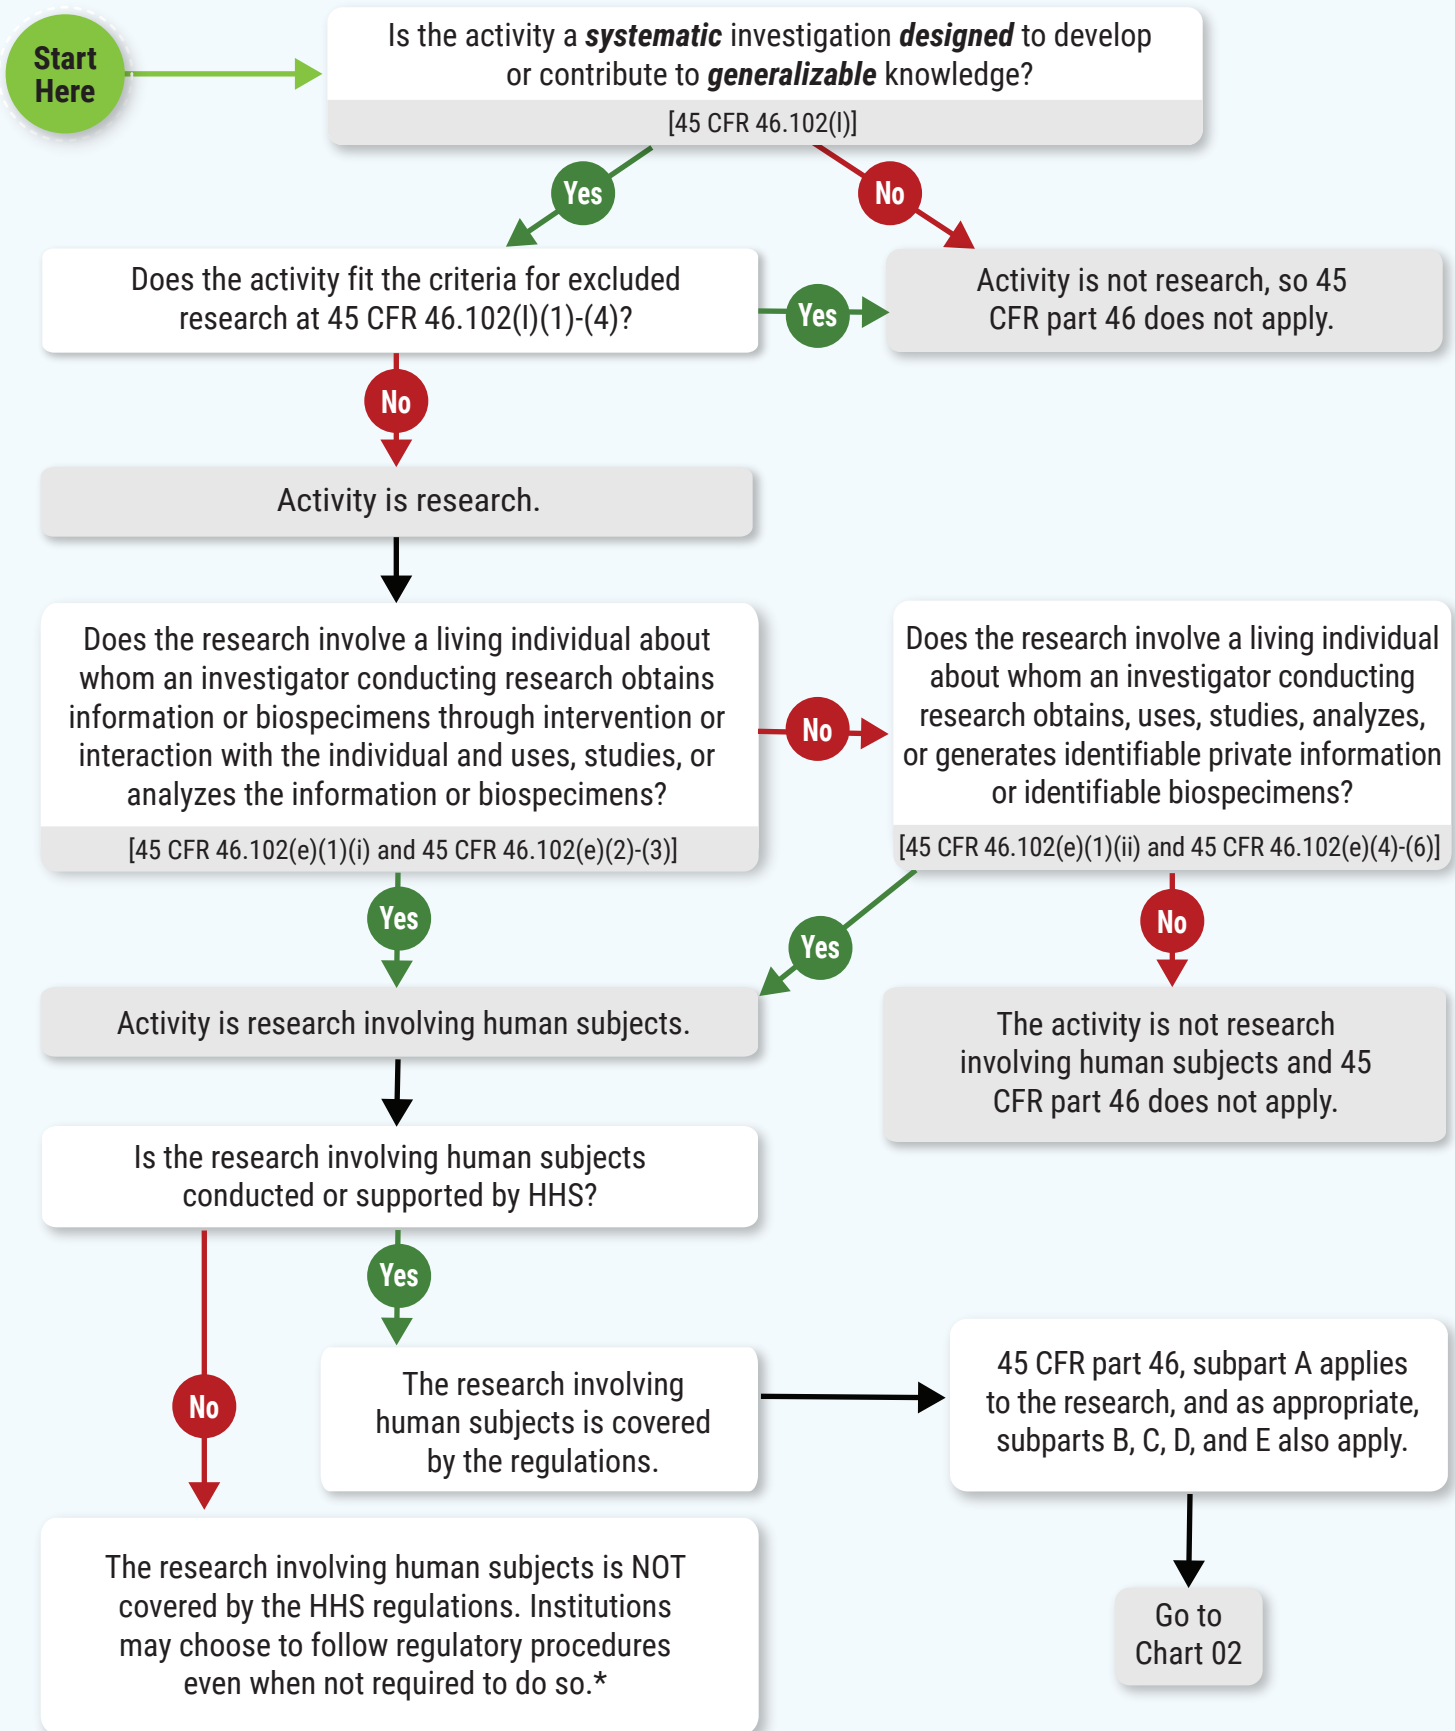 Start
Here
Is the activity a systematic investigation designed to develop
or contribute to generalizable knowledge?
[45 CFR 46.102(l)]
Yes
No
Does the activity fit the criteria for excluded
research at 45 CFR 46.102(l)(1)-(4)?
Yes
Activity is not research, so 45
CFR part 46 does not apply.
No
Activity is research.
Does the research involve a living individual about
whom an investigator conducting research obtains
information or biospecimens through intervention or
interaction with the individual and uses, studies, or
analyzes the information or biospecimens?
[45 CFR 46.102(e)(1)(i) and 45 CFR 46.102(e)(2)-(3)]
No
Does the research involve a living individual
about whom an investigator conducting
research obtains, uses, studies, analyzes,
or generates identifiable private information
or identifiable biospecimens?
[45 CFR 46.102(e)(1)(ii) and 45 CFR 46.102(e)(4)-(6)]
Yes
Yes
No
Activity is research involving human subjects.
The activity is not research
involving human subjects and 45
CFR part 46 does not apply.
Is the research involving human subjects
conducted or supported by HHS?
Yes
No
The research involving
human subjects is covered
by the regulations.
45 CFR part 46, subpart A applies
to the research, and as appropriate,
subparts B, C, D, and E also apply.
The research involving human subjects is NOT
covered by the HHS regulations. Institutions
may choose to follow regulatory procedures
even when not required to do so.*
Go to
Chart 02